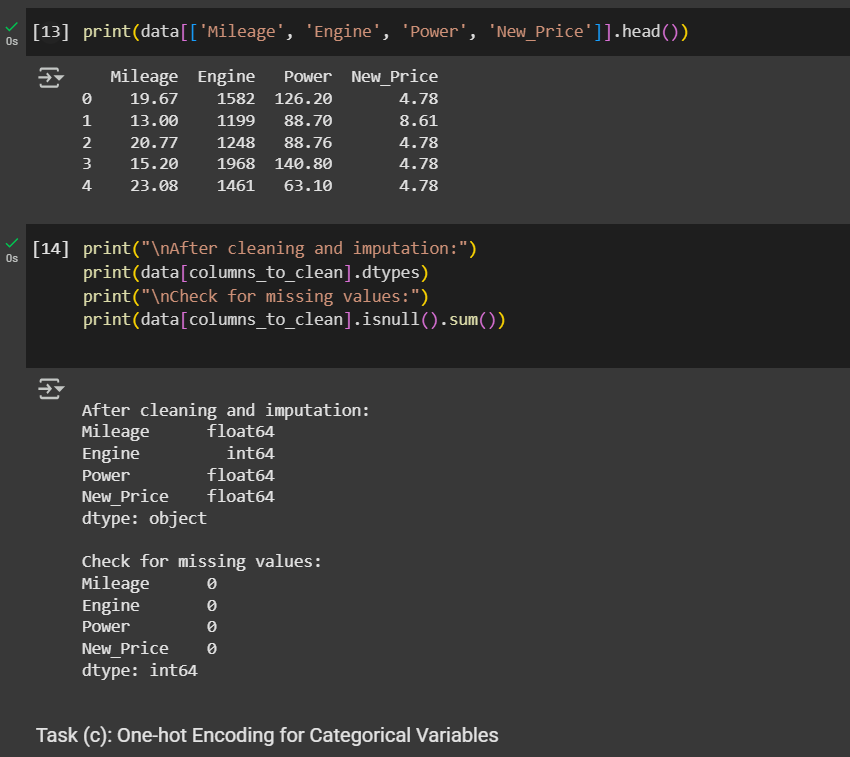 [13] print(data[['Mileage', 'Engine', 'Power', 'New_Price']].head())
0s
Mileage Engine Power New_Price
0 19.67 1582 126.20 4.78
1 13.00 1199 88.70 8.61
2 20.77 1248 88.76 4.78
3 15.20 1968 140.80 4.78
4 23.08 1461 63.10 4.78
[14] print("\nAfter cleaning and imputation:")
0s
print(data[columns_to_clean].dtypes)
print("\nCheck for missing values:")
print(data[columns_to_clean].isnull().sum())
After cleaning and imputation:
Mileage float64
Engine int64
Power float64
New_Price float64
dtype: object
Check for missing values:
Mileage 0
Engine 0
Power 0
New_Price 0
dtype: int64
Task (c): One-hot Encoding for Categorical Variables